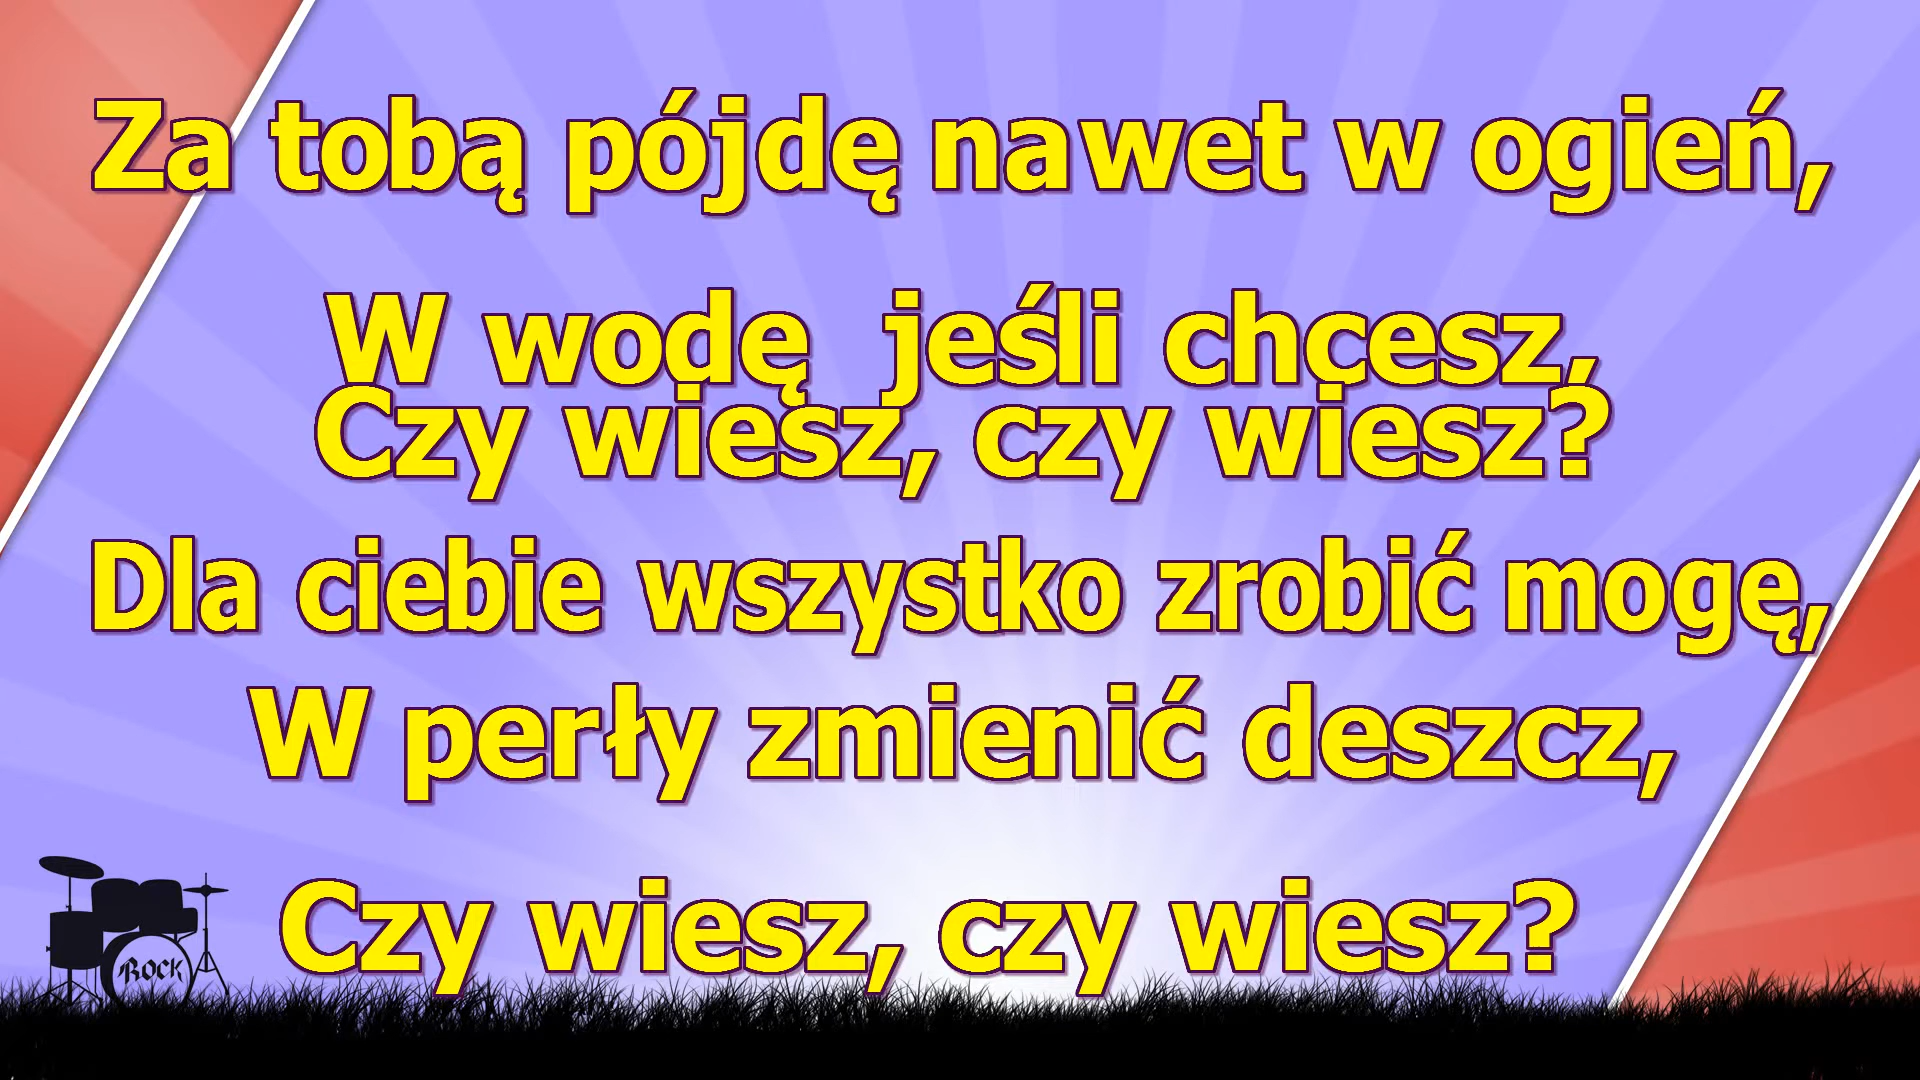 Za tobą pójdę nawet w ogień,
W wodę jeśli chcesz,
Czy wiesz, czy wiesz?
Dla ciebie wszystko zrobić mogę,
W perły zmienić deszcz,
Czy wiesz, czy wiesz?
ROCK